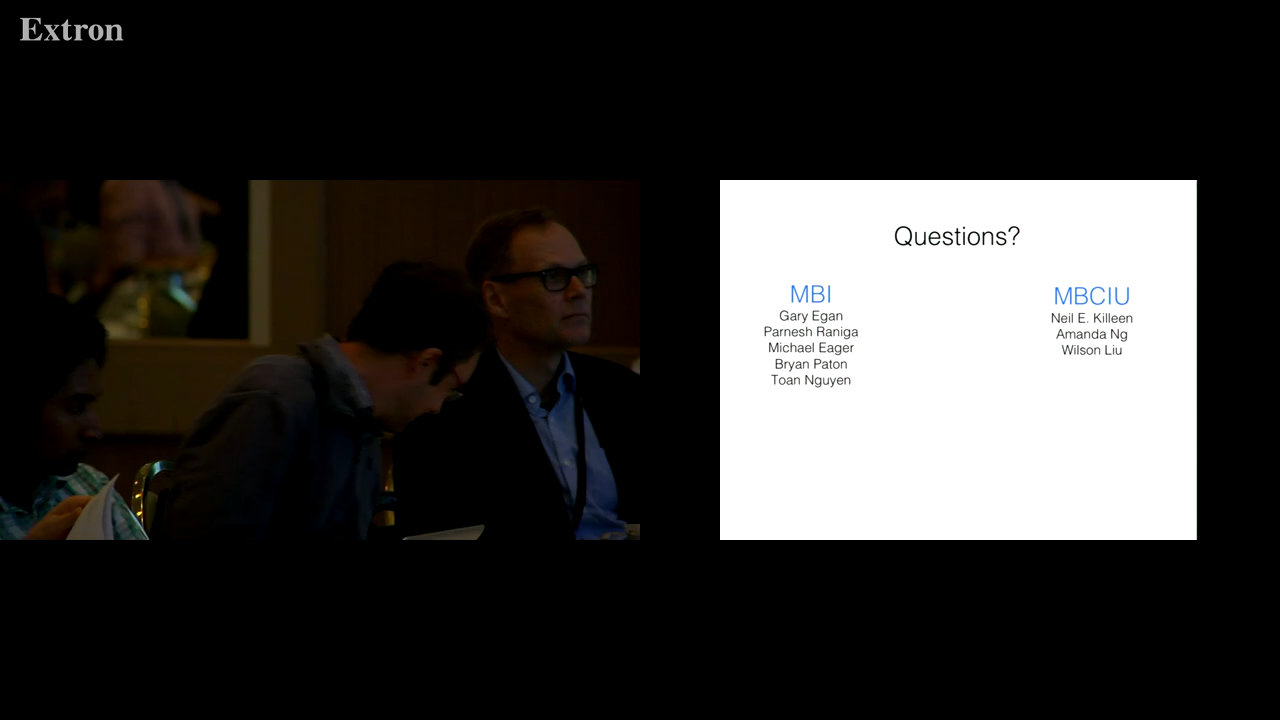 Extron
Questions?
MBI
Gary Egan
Parnesh Raniga
Michael Eager
Bryan Paton
Toan Nguyen
MBCIU
Neil E. Killeen
Amanda Ng
Wilson Liu